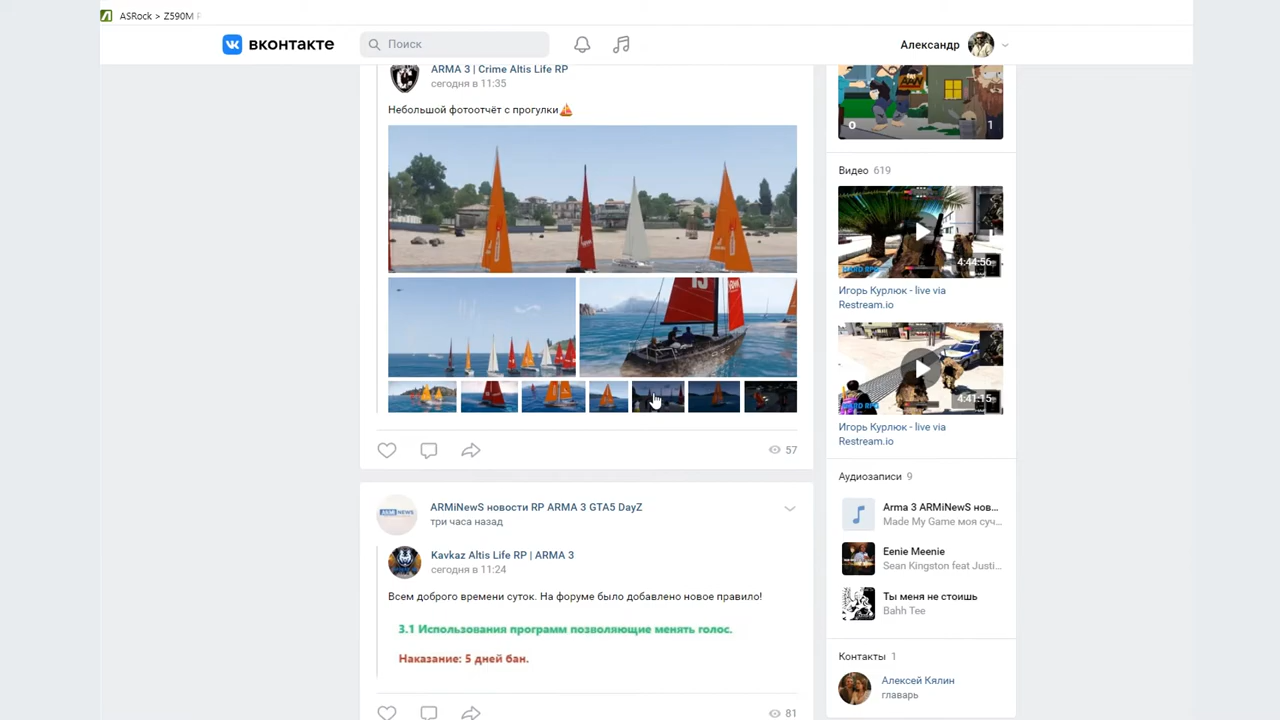 ASRock > Z590M
вконтакте
Поиск
Александр
ARMA 3 | Crime Altis Life RP
сегодня в 11:35
Небольшой фотоотчёт с прогулки
57
ARMiNewS новости RP ARMA 3 GTA5 DayZ
три часа назад
Kavkaz Altis Life RP | ARMA 3
сегодня в 11:24
Всем доброго времени суток. На форуме было добавлено новое правило!
3.1 Использования программ позволяющие менять голос.
Наказание: 5 дней бан.
81
0
1
Видео 619
4:44:56
Игорь Курлюк - live via
Restream.io
4:41:15
Игорь Курлюк - live via
Restream.io
Аудиозаписи 9
Arma 3 ARMiNewS нов...
Made My Game моя суч...
Eenie Meenie
Sean Kingston feat Justi...
Ты меня не стоишь
Bahh Tee
Контакты 1
Алексей Кялин
главарь